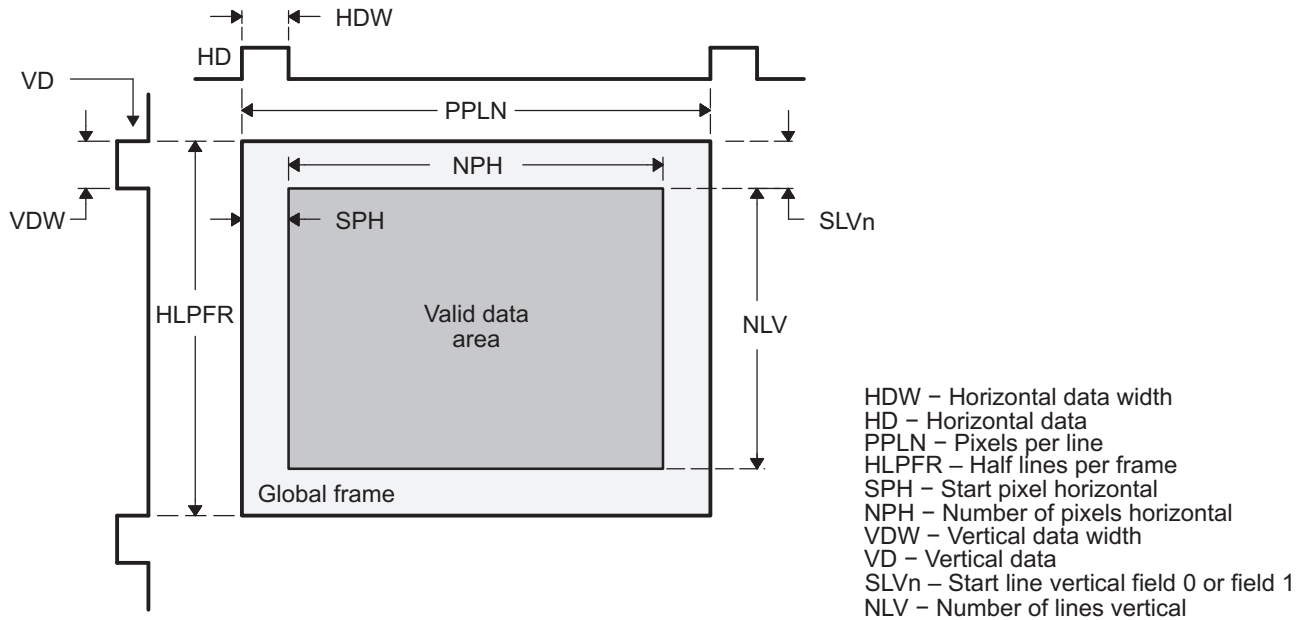 HDW
HD
VD
PPLN
NPH
VDW
SPH
SLVn
HLPFR
Valid data
area
NLV
Global frame
HDW − Horizontal data width
HD − Horizontal data
PPLN − Pixels per line
HLPFR – Half lines per frame
SPH − Start pixel horizontal
NPH − Number of pixels horizontal
VDW − Vertical data width
VD − Vertical data
SLVn – Start line vertical field 0 or field 1
NLV − Number of lines vertical